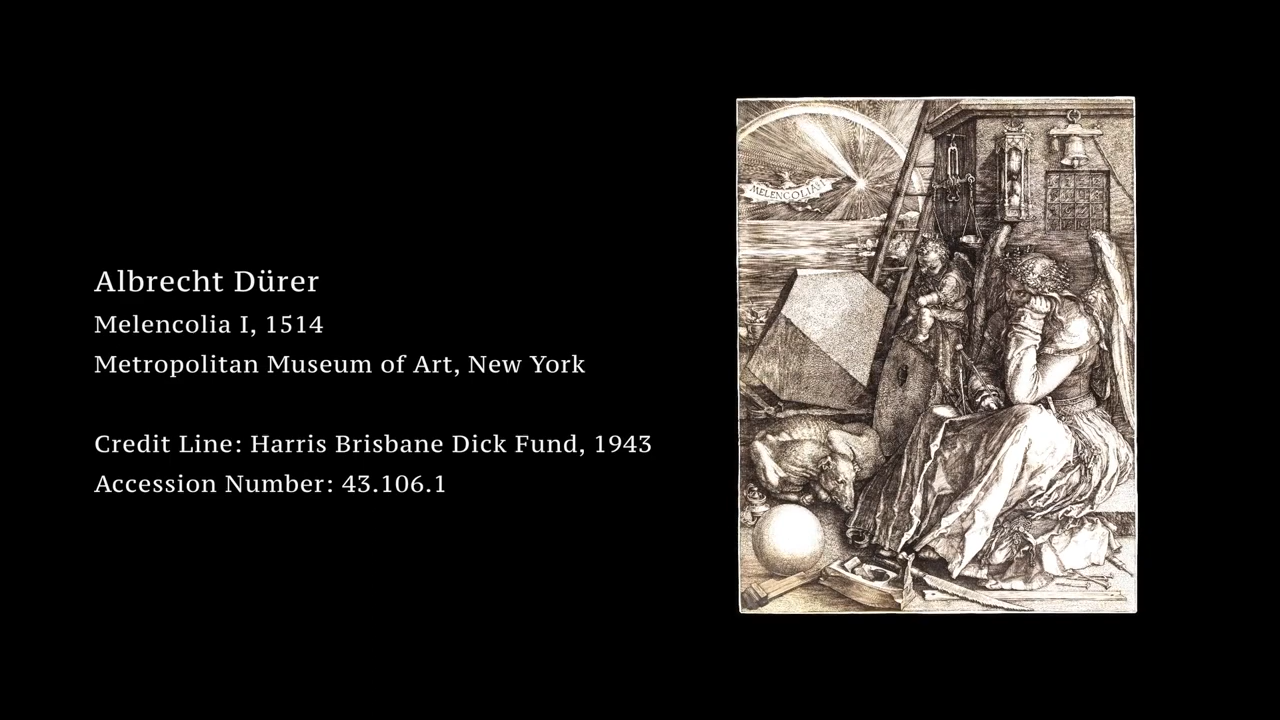 Albrecht Dürer
Melencolia I, 1514
Metropolitan Museum of Art, New York
Credit Line: Harris Brisbane Dick Fund, 1943
Accession Number: 43.106.1
MELENCOLIA